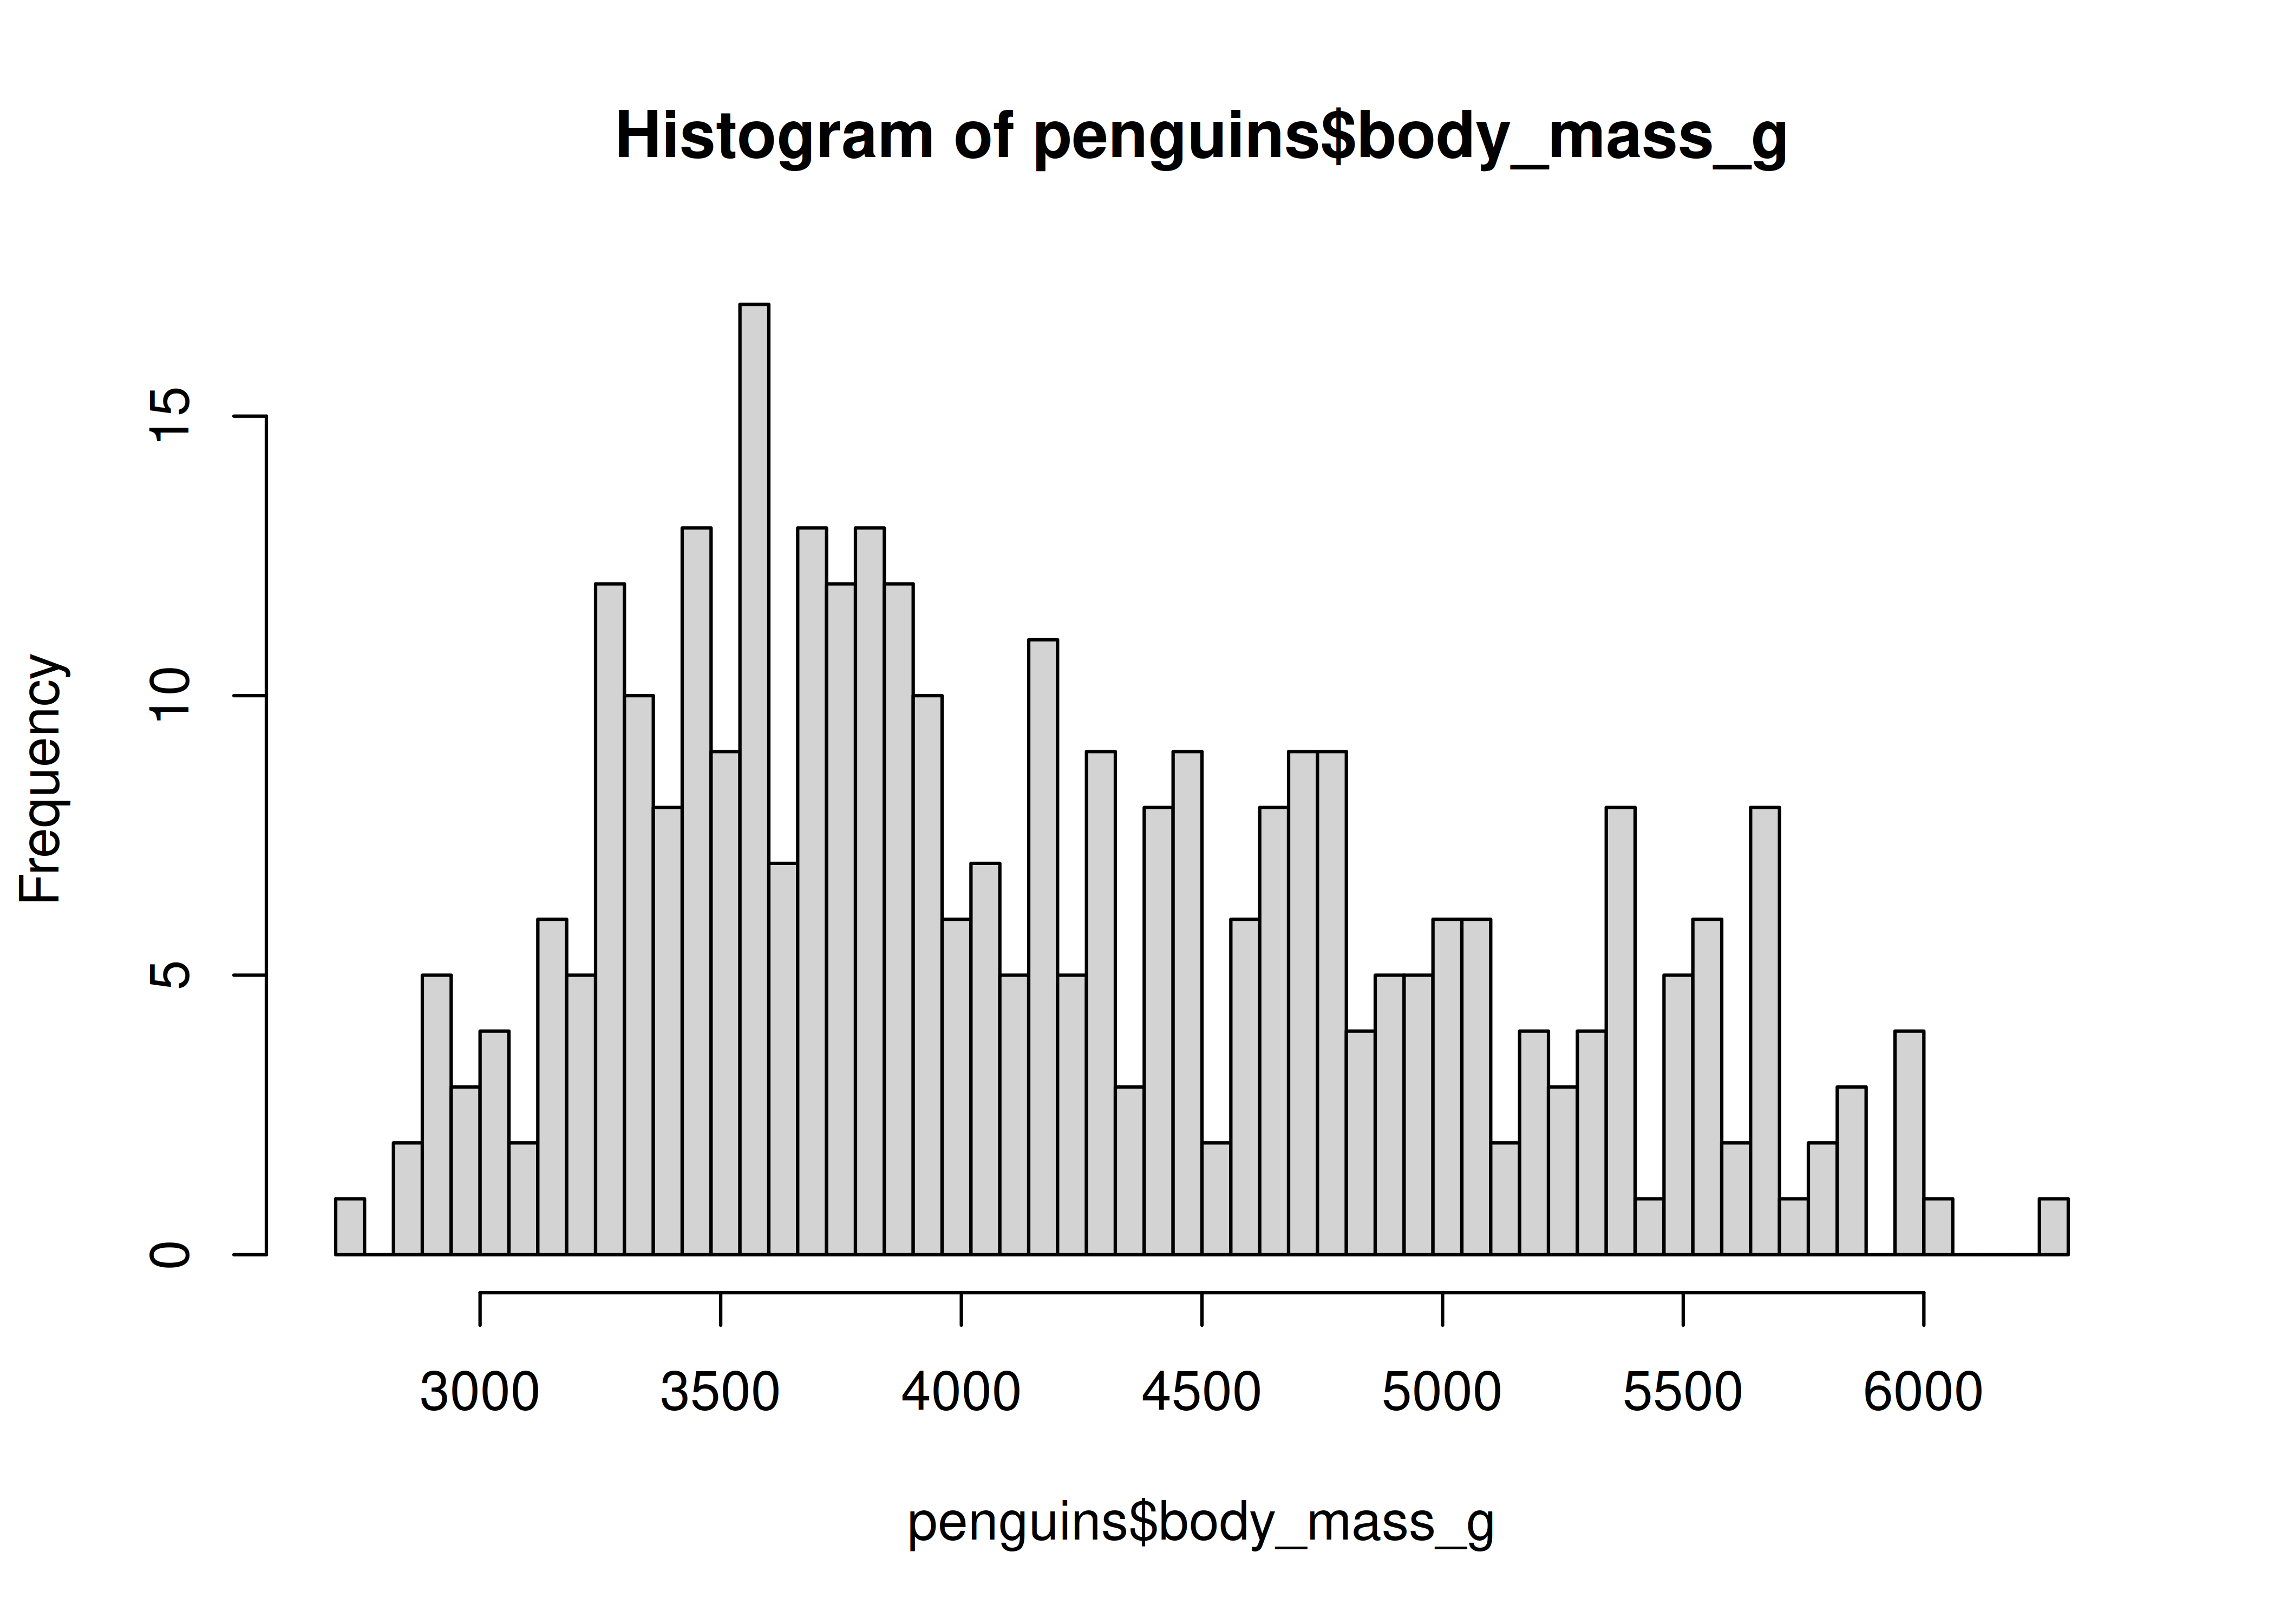 Histogram of penguins$body_mass_g
Frequency
15
10
5
0
3000 3500 4000 4500 5000 5500 6000
penguins$body_mass_g